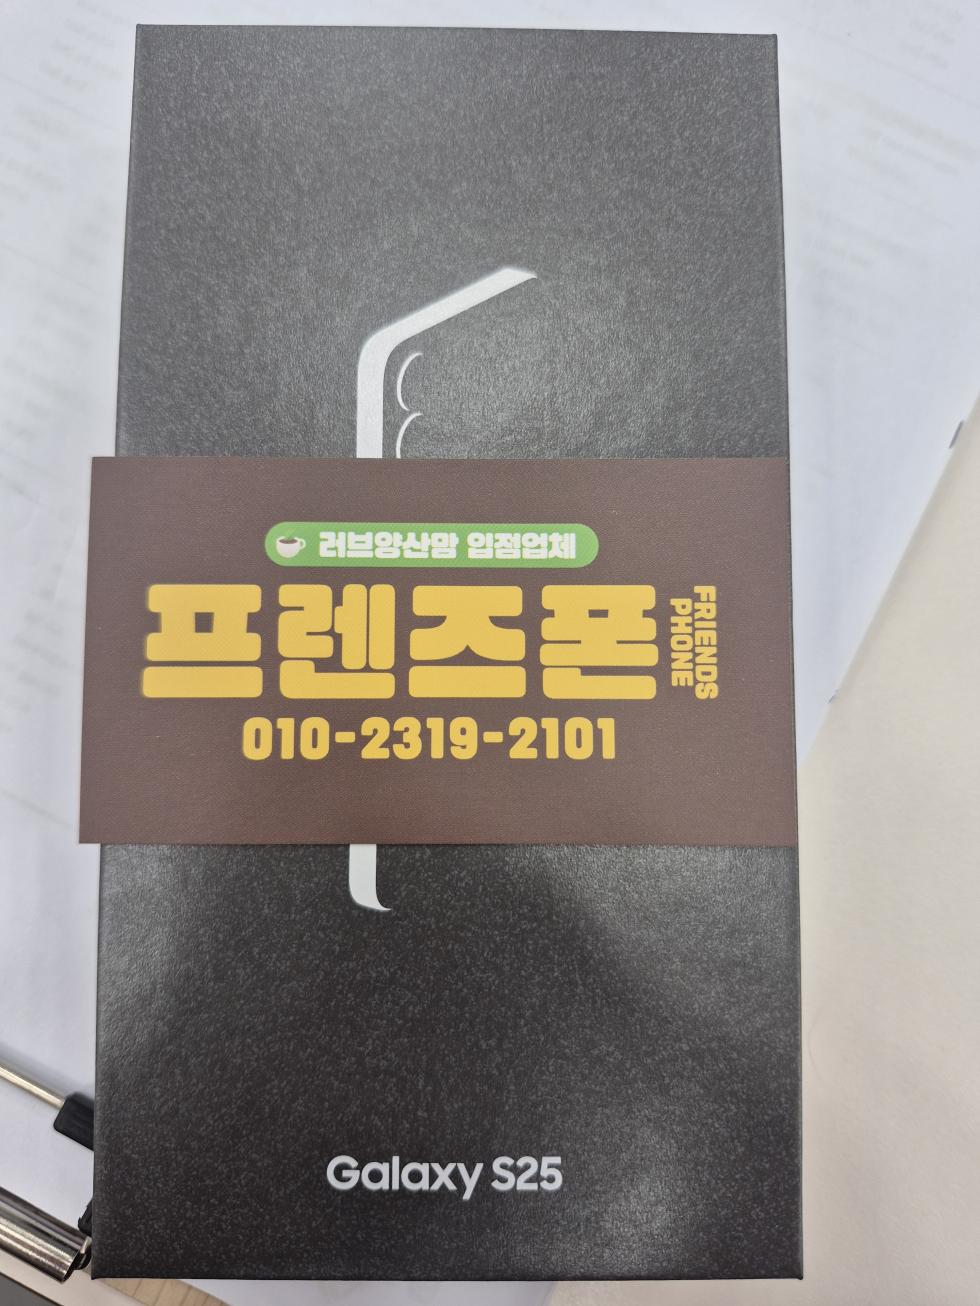 러브양산맘 입점업체
프렌즈폰
FRIENDS
PHONE
010-2319-2101
Galaxy S25